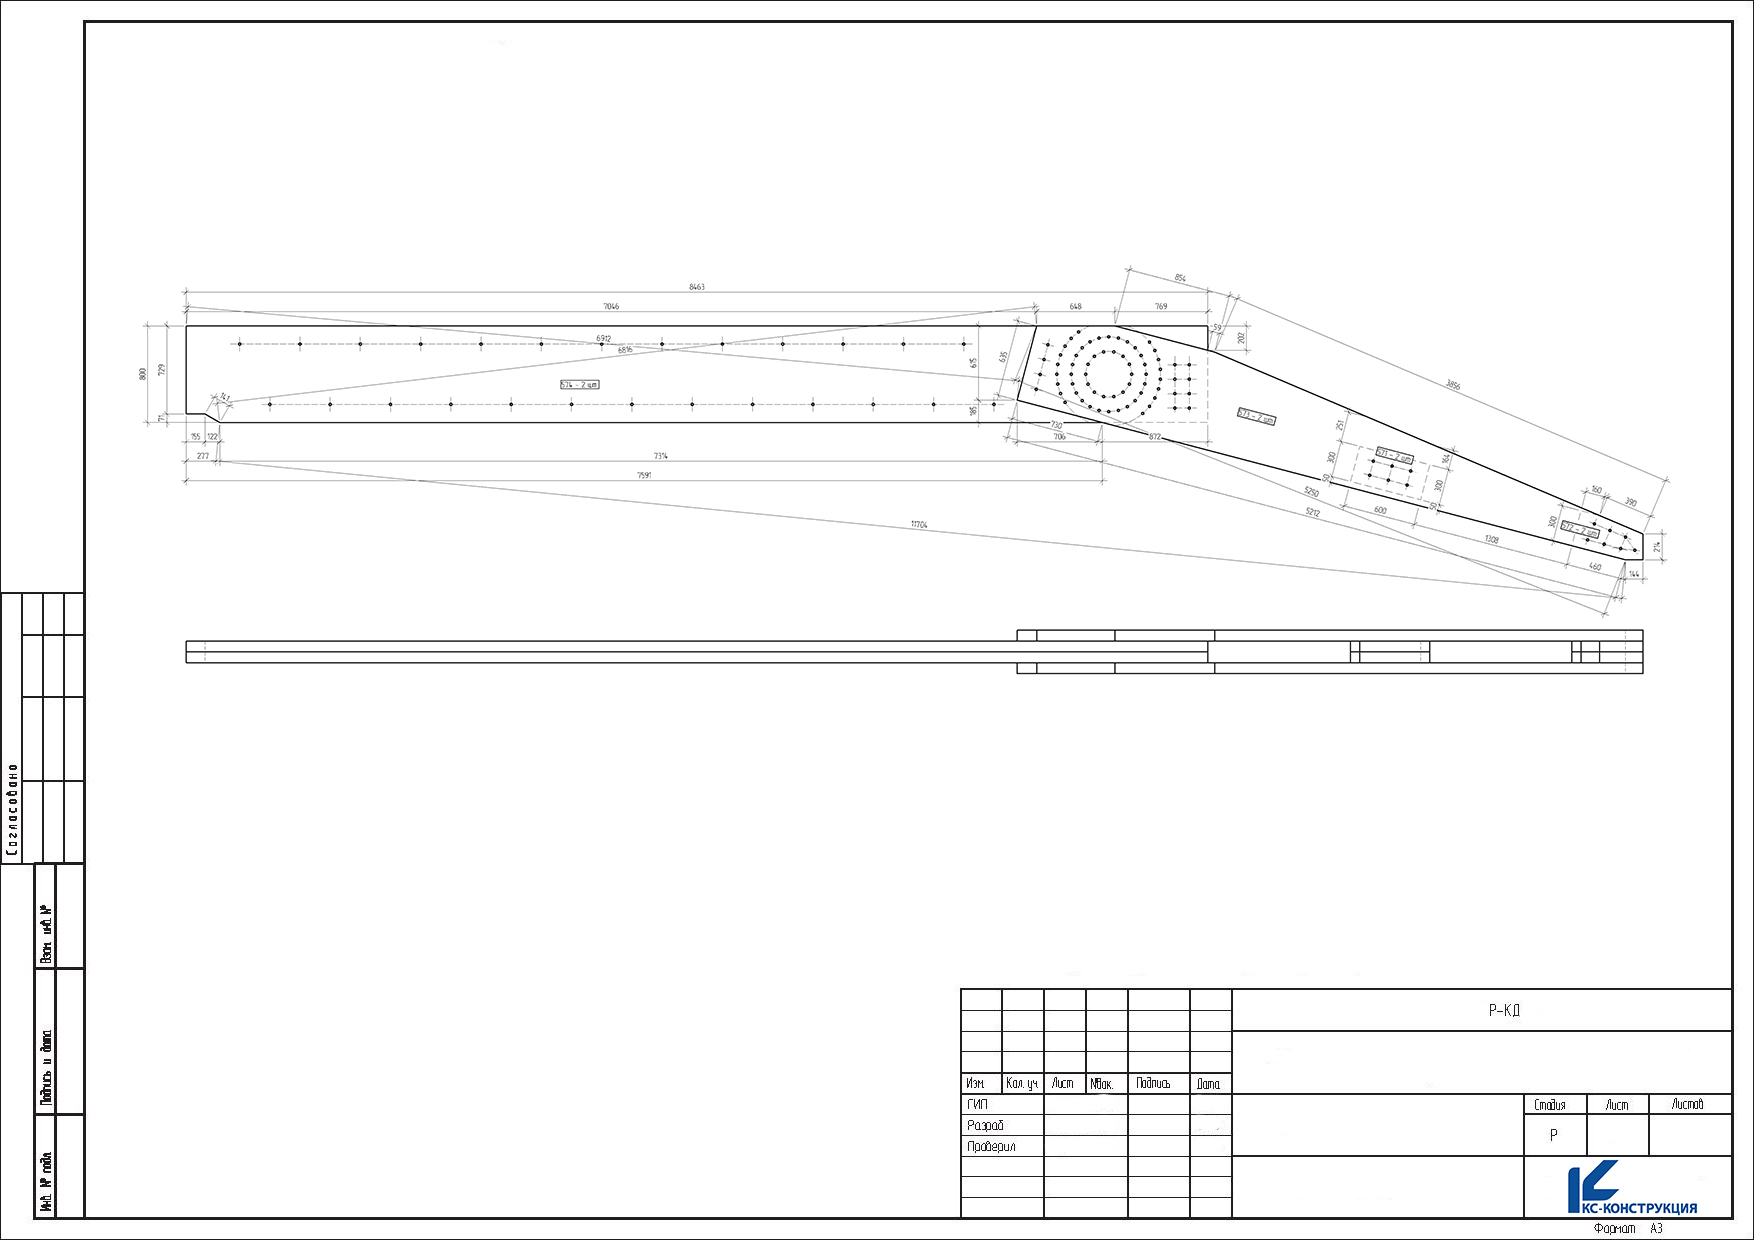 854
8463
7046
648
769
59
202
3856
6912
6816
615
635
800
729
574 - 2 шт
141
573 - 2 шт
71
185
730
251
155
122
706
872
571 - 2 шт
164
277
7314
300
7591
50
300
5250
160
390
600
50
5212
300
572 - 2 шт
11704
1308
214
460
144
Согласовано
Взам. инв. №
Подпись и дата
Инв. № подл.
Р-КД
Изм.
Кол. уч.
Лист
№док.
Подпись
Дата
ГИП
Стадия
Лист
Листов
Разраб
Р
Проверил
КС-КОНСТРУКЦИЯ
Формат А3